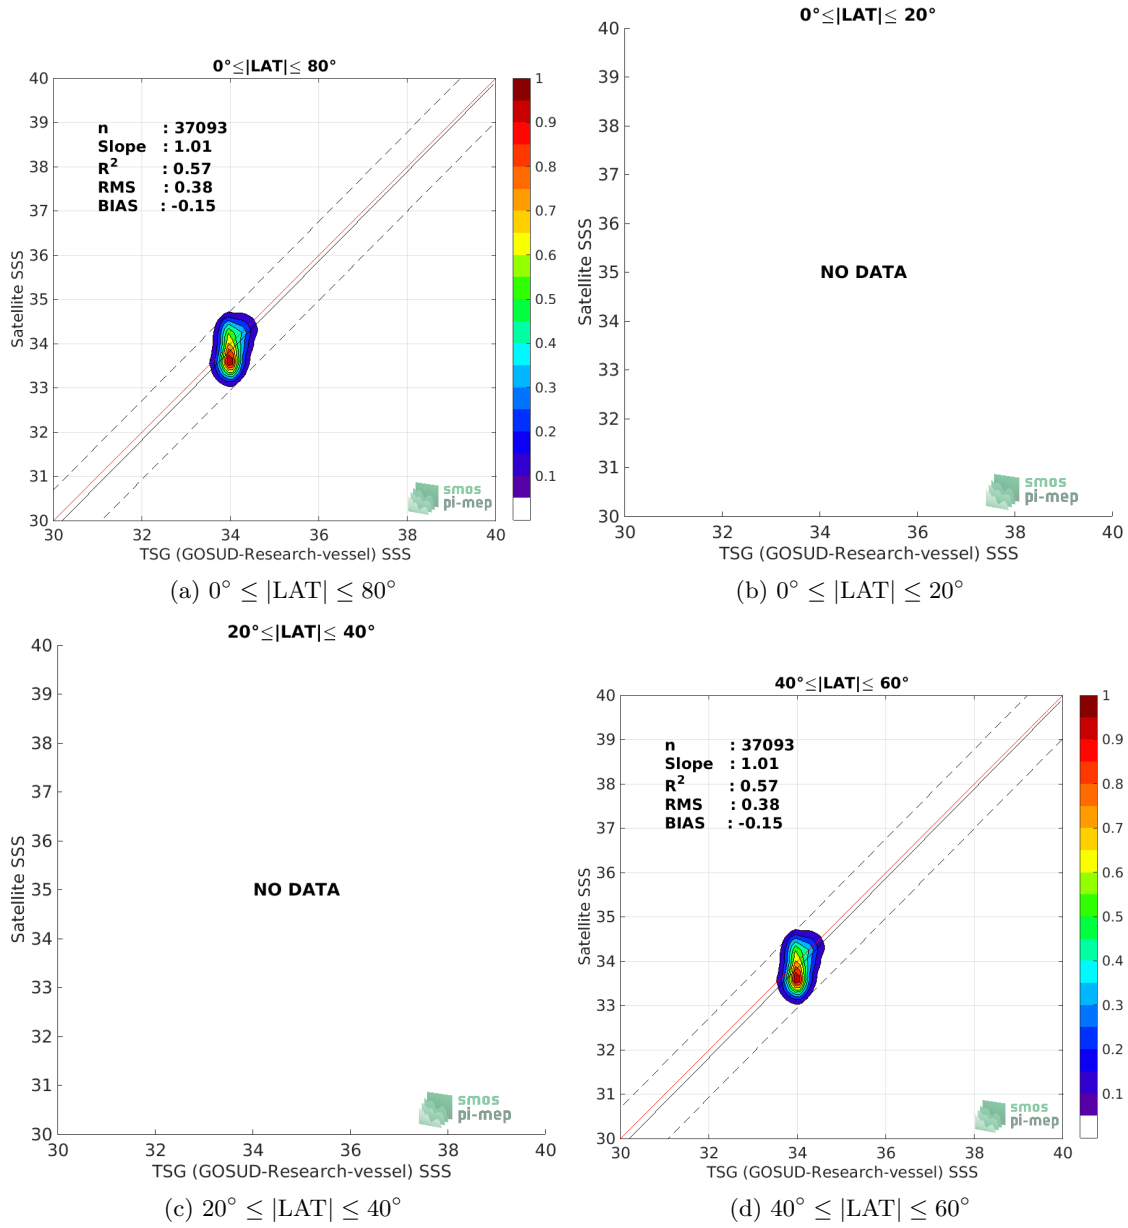 0°≤|LAT|≤ 80°
40
39
38
37
36
35
34
33
32
31
30
Satellite SSS
n : 37093
Slope : 1.01
R² : 0.57
RMS : 0.38
BIAS : -0.15
1
0.9
0.8
0.7
0.6
0.5
0.4
0.3
0.2
0.1
smos
pi-mep
30 32 34 36 38 40
TSG (GOSUD-Research-vessel) SSS
(a) 0° ≤ |LAT| ≤ 80°
0°≤|LAT|≤ 20°
40
39
38
37
36
35
34
33
32
31
30
Satellite SSS
NO DATA
smos
pi-mep
30 32 34 36 38 40
TSG (GOSUD-Research-vessel) SSS
(b) 0° ≤ |LAT| ≤ 20°
20°≤|LAT|≤ 40°
40
39
38
37
36
35
34
33
32
31
30
Satellite SSS
NO DATA
smos
pi-mep
30 32 34 36 38 40
TSG (GOSUD-Research-vessel) SSS
(c) 20° ≤ |LAT| ≤ 40°
40°≤|LAT|≤ 60°
40
39
38
37
36
35
34
33
32
31
30
Satellite SSS
n : 37093
Slope : 1.01
R² : 0.57
RMS : 0.38
BIAS : -0.15
1
0.9
0.8
0.7
0.6
0.5
0.4
0.3
0.2
0.1
smos
pi-mep
30 32 34 36 38 40
TSG (GOSUD-Research-vessel) SSS
(d) 40° ≤ |LAT| ≤ 60°